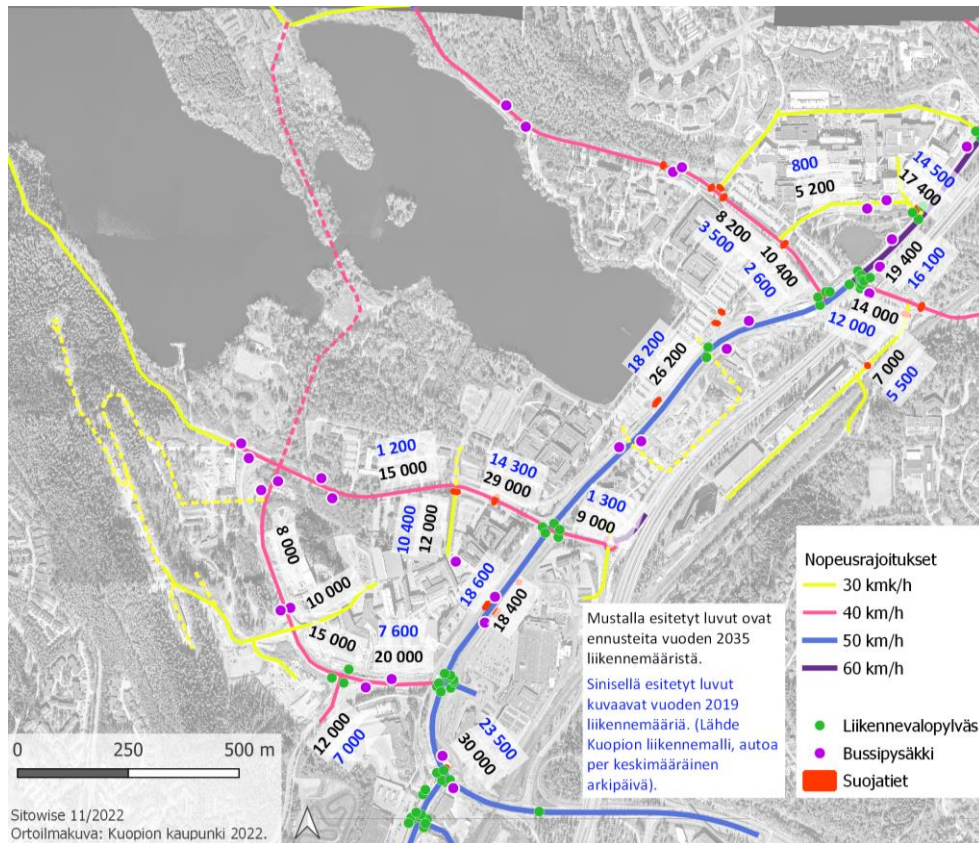 800
5 200
14 500
17 400
8 200
3 500
10 400
2 600
19 400
16 100
14 000
12 000
7 000
5 500
18 200
26 200
1 200
15 000
14 300
29 000
1 300
9 000
10 400
12 000
8 000
10 000
15 000
7 600
20 000
18 600
18 400
12 000
7 000
23 500
30 000
Mustalla esitetyt luvut ovat
ennusteita vuoden 2035
liikennemääristä.
Sinisellä esitetyt luvut
kuvaavat vuoden 2019
liikennemääriä. (Lähde
Kuopion liikennemalli, autoa
per keskimääräinen
arkipäivä).
Nopeusrajoitukset
30 kmk/h
40 km/h
50 km/h
60 km/h
Liikennevalopylväs
Bussipysäkki
Suojatiet
0 250 500 m
Sitowise 11/2022
Ortoilmakuva: Kuopion kaupunki 2022.